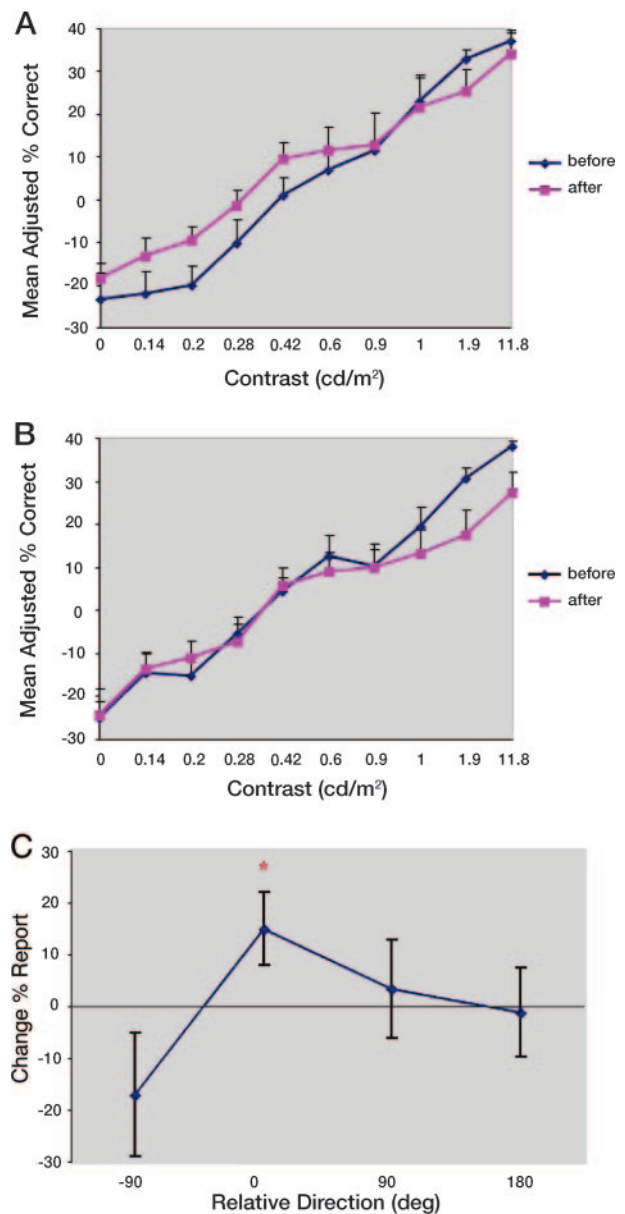 A
Mean Adjusted % Correct
40
30
20
10
0
-10
-20
-30
0 0.14 0.2 0.28 0.42 0.6 0.9 1 1.9 11.8
Contrast (cd/m²)
before
after
B
Mean Adjusted % Correct
40
30
20
10
0
-10
-20
-30
0 0.14 0.2 0.28 0.42 0.6 0.9 1 1.9 11.8
Contrast (cd/m²)
before
after
C
Change % Report
30
20
10
0
-10
-20
-30
*
-90 0 90 180
Relative Direction (deg)